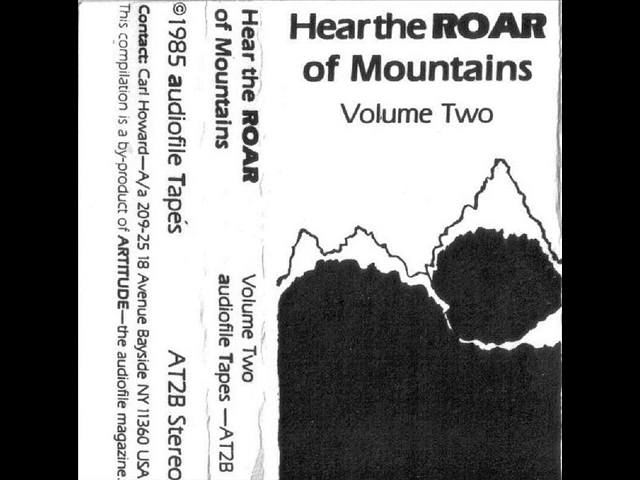 Hear the ROAR
of Mountains
Volume Two
Hear the ROAR
of Mountains
Volume Two
audiofile Tapes —AT2B
©1985 audiofile Tapes
AT2B Stereo
Contact: Carl Howard—A/a 209-25 18 Avenue Bayside NY 11360 USA
This compilation is a by-product of ARTITUDE—the audiofile magazine.